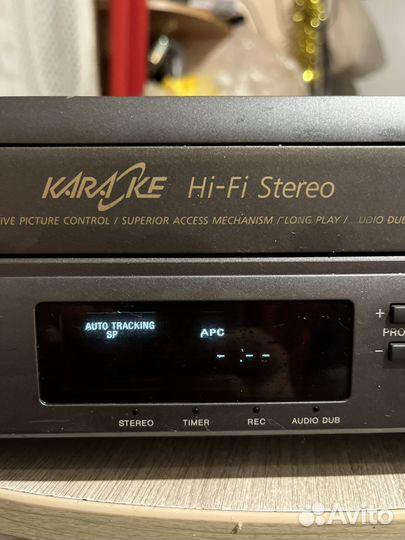 KARAOKE Hi-Fi Stereo
IVE PICTURE CONTROL / SUPERIOR ACCESS MECHANISM / LONG PLAY / UDIO DUB
AUTO TRACKING
SP
APC
- : - -
+
PRO
-
STEREO TIMER REC AUDIO DUB
Avito